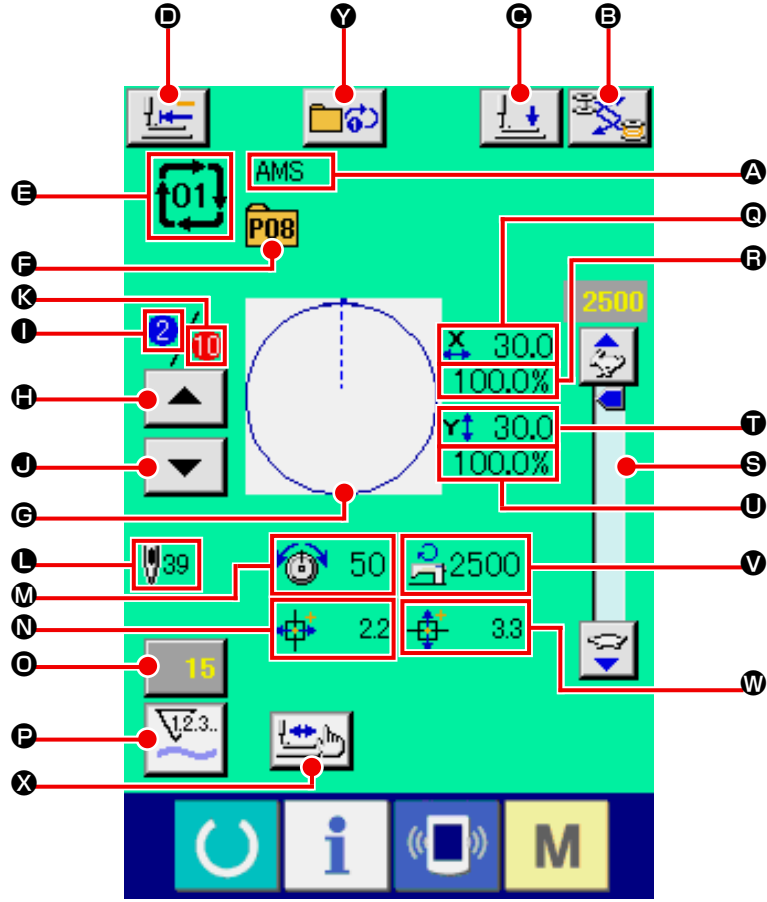 D Y C B
AMS A
E 01
Q
P08
F R
K 2500
I 2 / 10 X 30.0
/ 100.0%
H
Y 30.0 T
J 100.0% S
G U
L 39 50 2500 V
M
N 2.2 3.3
O 15
W
1,2,3..
P
X
i M